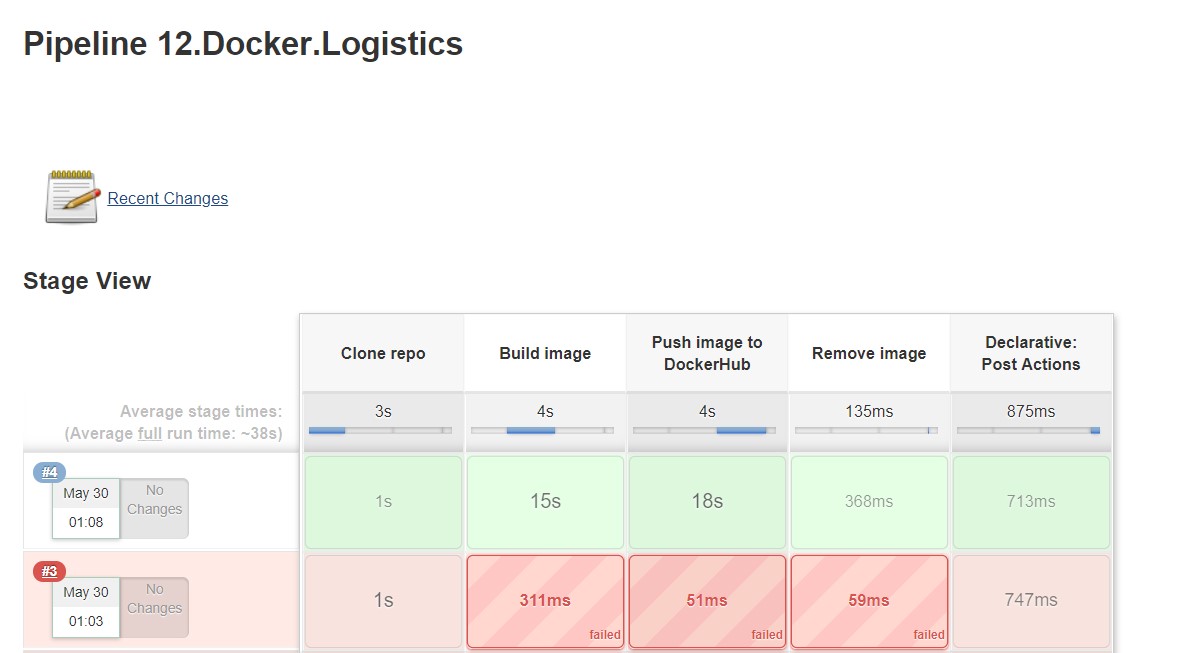 Pipeline 12.Docker.Logistics
Recent Changes
Stage View
Clone repo
Build image
Push image to
DockerHub
Remove image
Declarative:
Post Actions
Average stage times:
(Average full run time: ~38s)
3s
4s
4s
135ms
875ms
#4
May 30
01:08
No
Changes
1s
15s
18s
368ms
713ms
#3
May 30
01:03
No
Changes
1s
311ms
failed
51ms
failed
59ms
failed
747ms